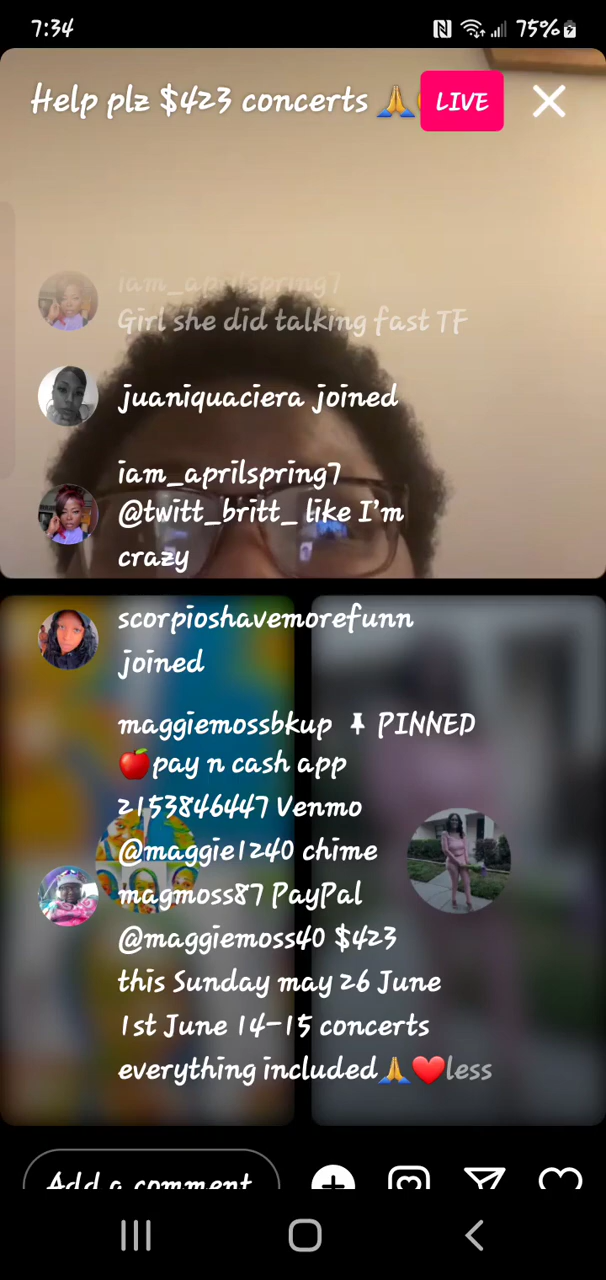 7:34 75%
Help plz $423 concerts 🙏
LIVE
iam_aprilspring7
Girl she did talking fast TF
juaniquaciera joined
iam_aprilspring7
@twitt_britt_ like I'm
crazy
scorpioshavemorefunn
joined
maggiemossbkup 📌 PINNED
🍎pay n cash app
2153846447 Venmo
@maggie1240 chime
magmoss87 PayPal
@maggiemoss40 $423
this Sunday may 26 June
1st June 14-15 concerts
everything included🙏❤️less
Add a comment